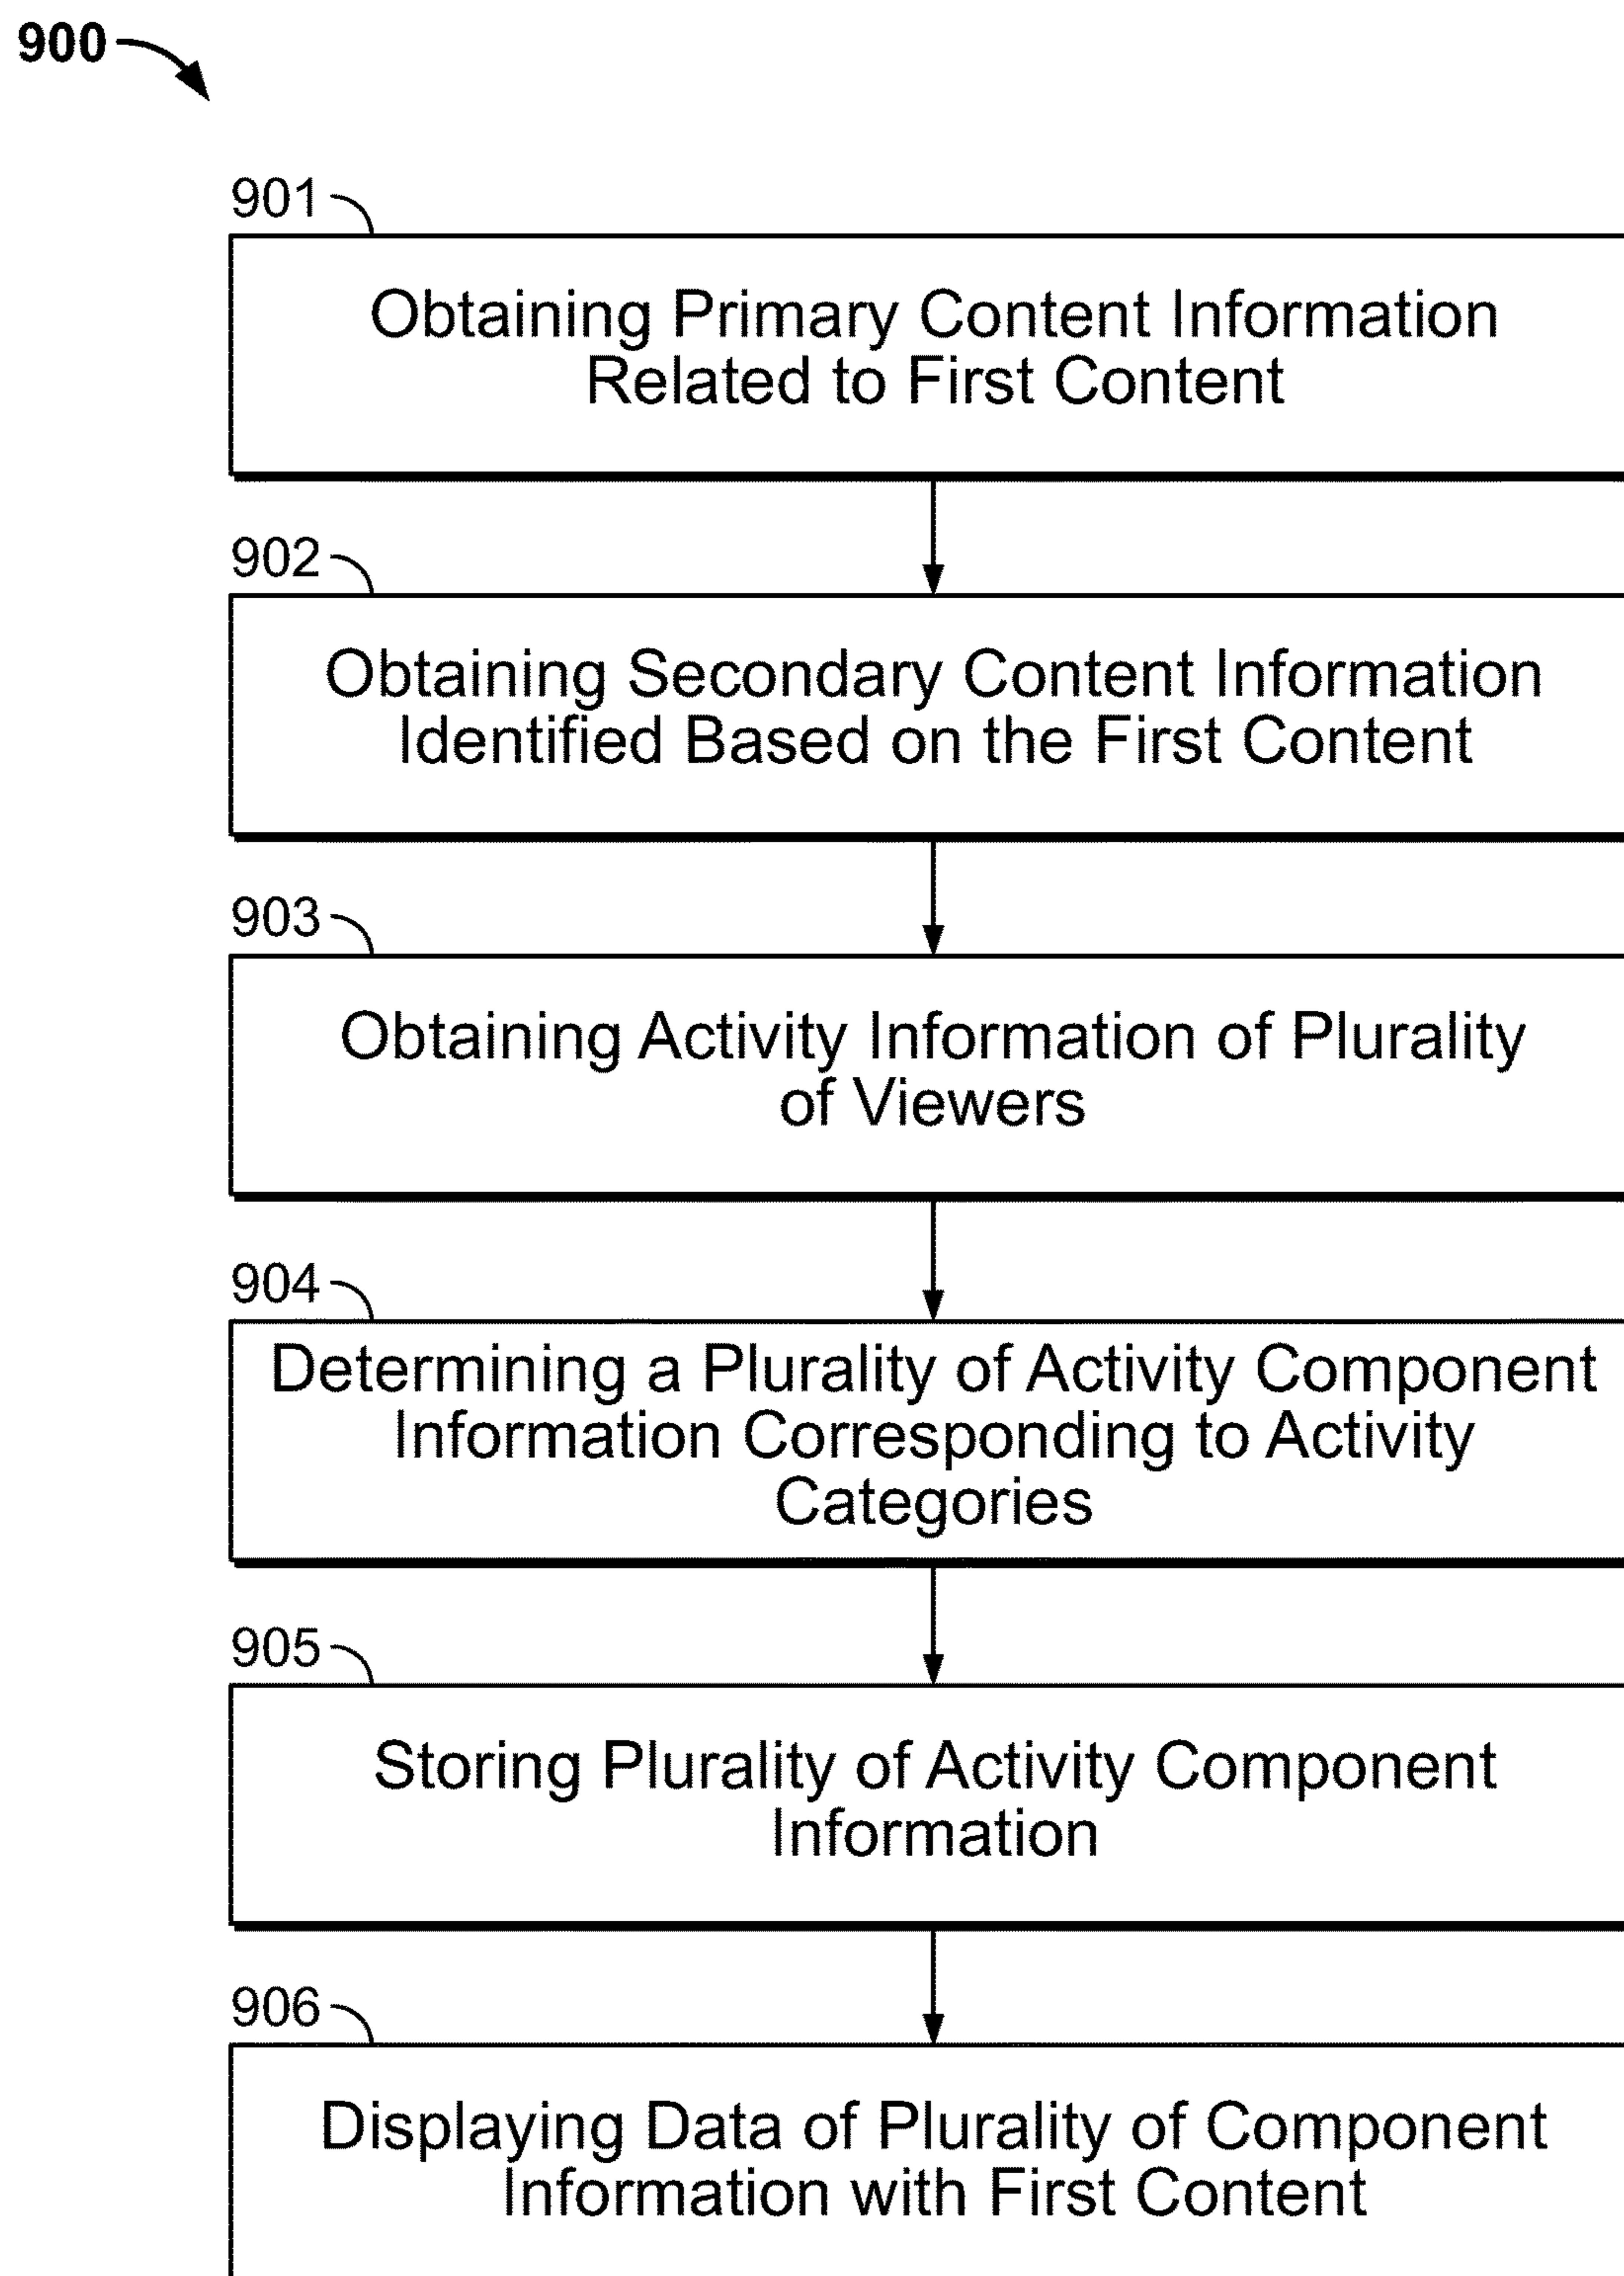 900
901
Obtaining Primary Content Information
Related to First Content
902
Obtaining Secondary Content Information
Identified Based on the First Content
903
Obtaining Activity Information of Plurality
of Viewers
904
Determining a Plurality of Activity Component
Information Corresponding to Activity
Categories
905
Storing Plurality of Activity Component
Information
906
Displaying Data of Plurality of Component
Information with First Content